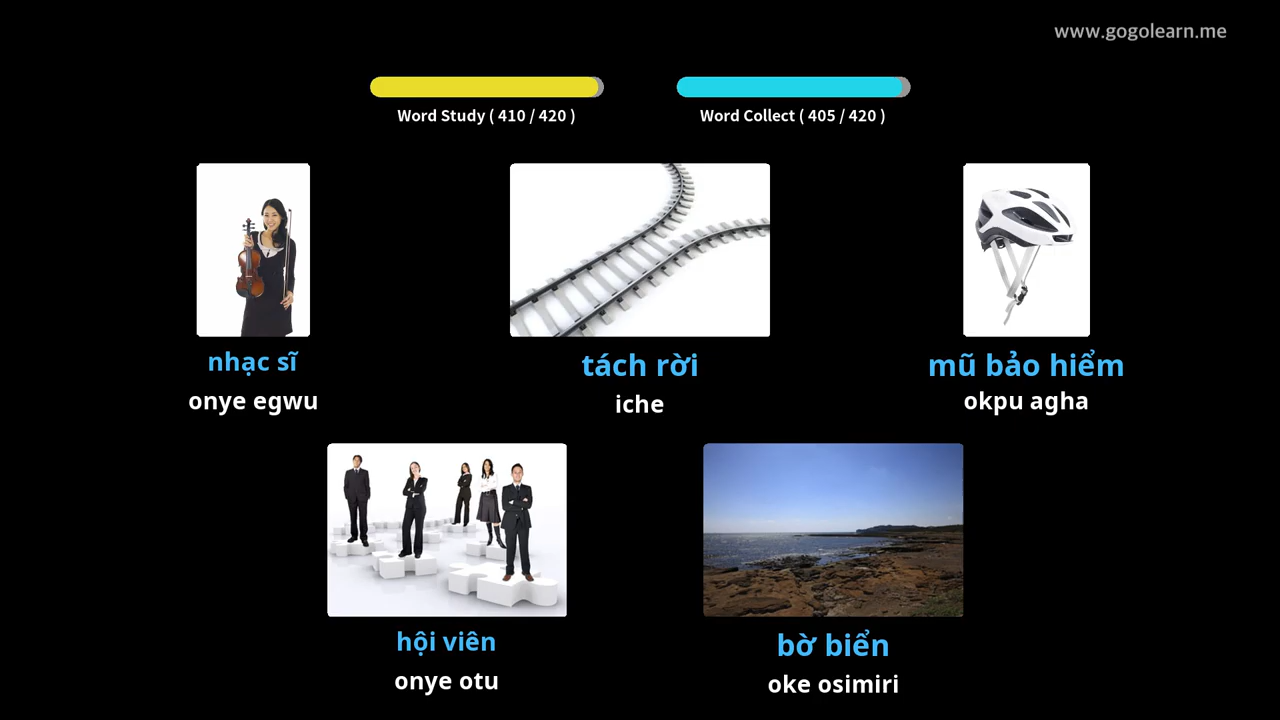 www.gogolearn.me
Word Study ( 410 / 420 )
Word Collect ( 405 / 420 )
nhạc sĩ
onye egwu
tách rời
iche
mũ bảo hiểm
okpu agha
hội viên
onye otu
bờ biển
oke osimiri